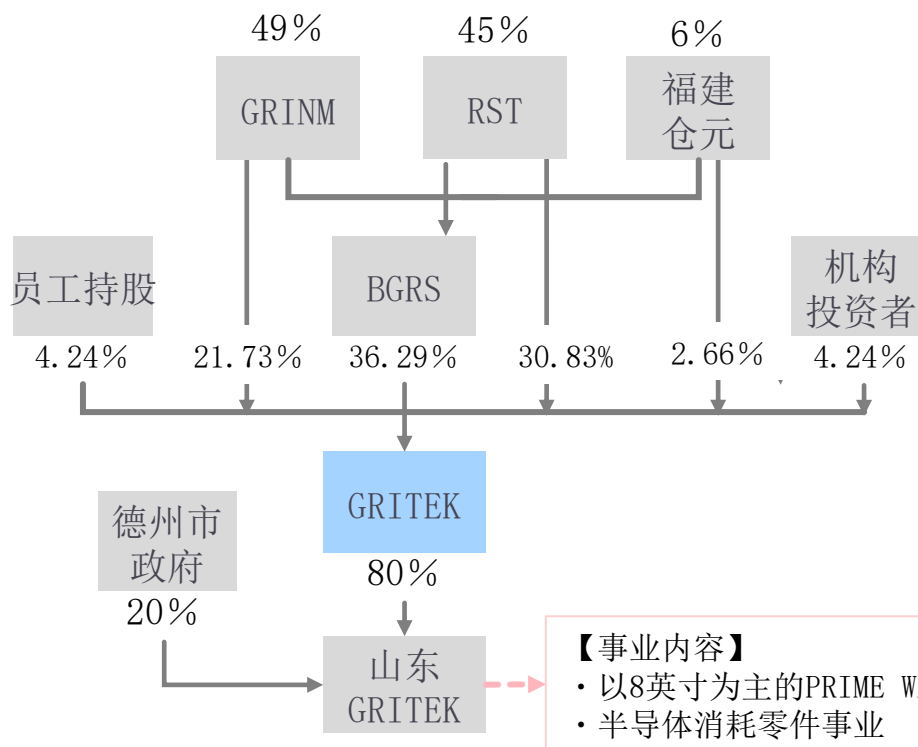 49%
45%
6%
GRINM
RST
福建
仓元
员工持股
BGRS
机构
投资者
4.24%
21.73%
36.29%
30.83%
2.66%
4.24%
GRITEK
德州市
政府
20%
80%
山东
GRITEK
【事业内容】
・以8英寸为主的PRIME
・半导体消耗零件事业